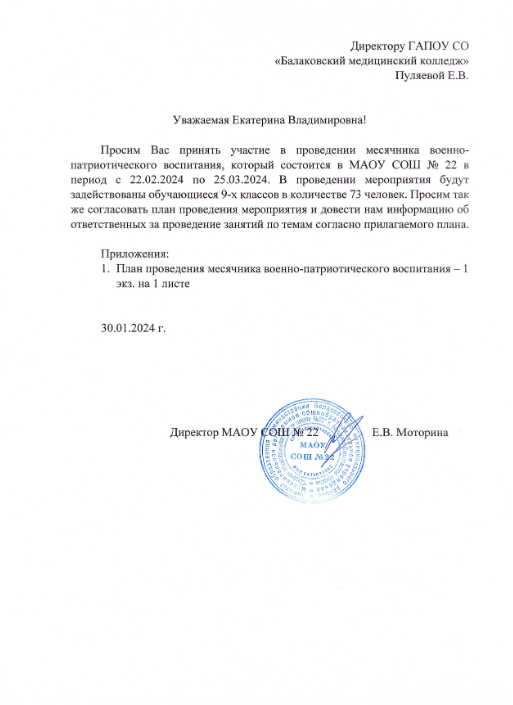 Директору ГАПОУ СО
«Балаковский медицинский колледж»
Пуляевой Е.В.
Уважаемая Екатерина Владимировна!
Просим Вас принять участие в проведении месячника военно-
патриотического воспитания, который состоится в МАОУ СОШ № 22 в
период с 22.02.2024 по 25.03.2024. В проведении мероприятия будут
задействованы обучающиеся 9-х классов в количестве 73 человек. Просим так
же согласовать план проведения мероприятия и довести нам информацию об
ответственных за проведение занятий по темам согласно прилагаемого плана.
Приложения:
1. План проведения месячника военно-патриотического воспитания – 1
экз. на 1 листе
30.01.2024 г.
Директор МАОУ СОШ № 22 Е.В. Моторина
МАОУ
СОШ №22